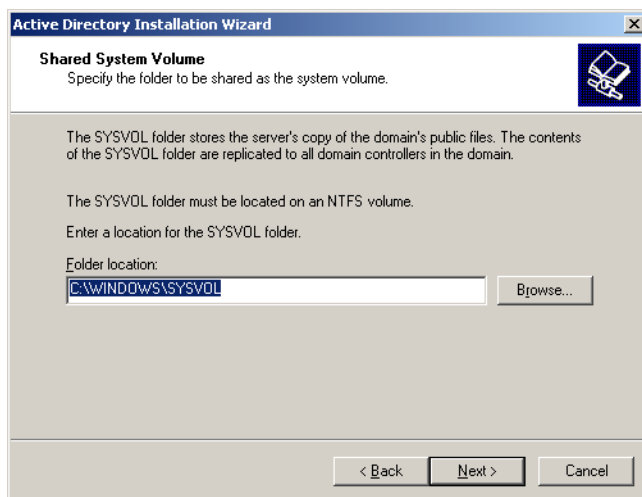 Active Directory Installation Wizard
Shared System Volume
Specify the folder to be shared as the system volume.
The SYSVOL folder stores the server's copy of the domain's public files. The contents
of the SYSVOL folder are replicated to all domain controllers in the domain.
The SYSVOL folder must be located on an NTFS volume.
Enter a location for the SYSVOL folder.
Folder location:
C:\WINDOWS\SYSVOL
Browse...
< Back
Next >
Cancel